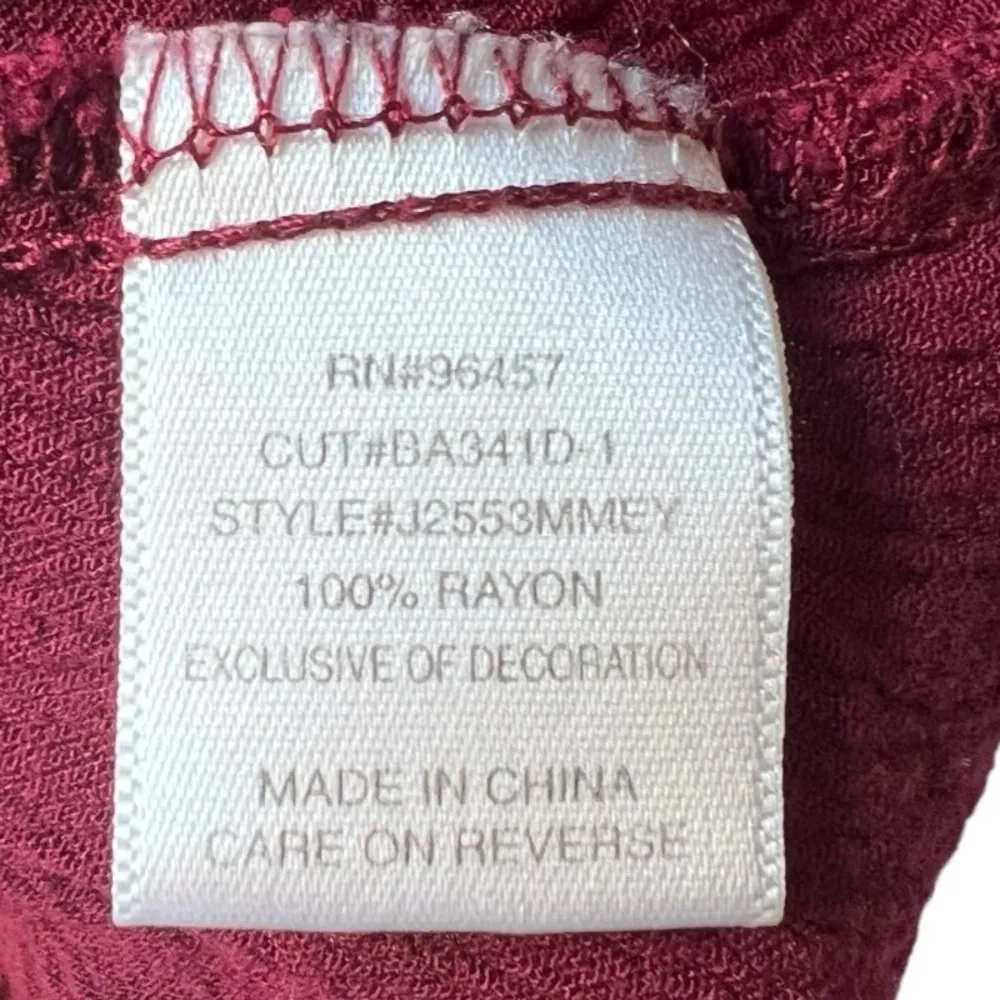 RN#96457
CUT#BA341D-1
STYLE#J2553MMEY
100% RAYON
EXCLUSIVE OF DECORATION
MADE IN CHINA
CARE ON REVERSE